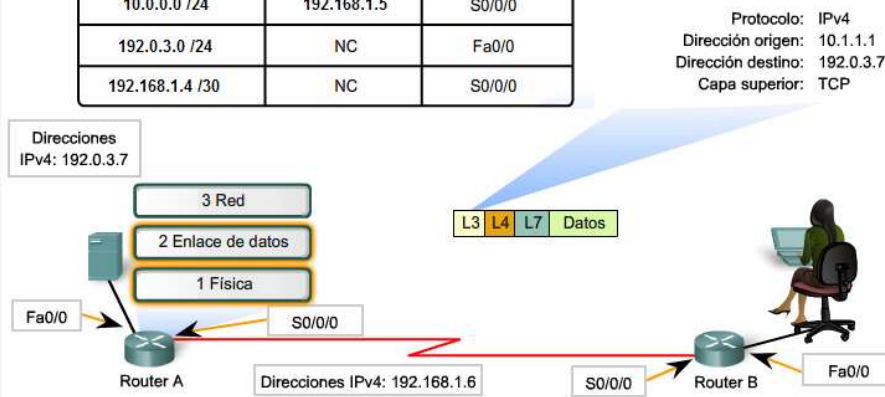 10.0.0.0 /24 192.168.1.5 S0/0/0
192.0.3.0 /24 NC Fa0/0
192.168.1.4 /30 NC S0/0/0
Protocolo: IPv4
Dirección origen: 10.1.1.1
Dirección destino: 192.0.3.7
Capa superior: TCP
Direcciones
IPv4: 192.0.3.7
3 Red
2 Enlace de datos
1 Física
L3 L4 L7 Datos
Fa0/0
S0/0/0
Router A
Direcciones IPv4: 192.168.1.6
S0/0/0
Router B
Fa0/0